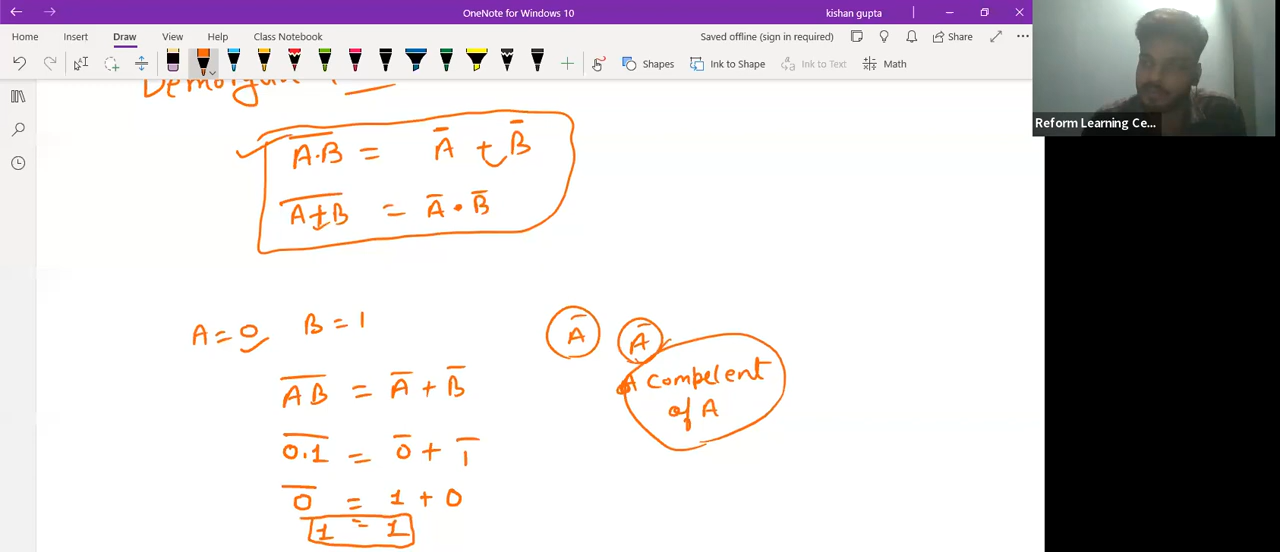 OneNote for Windows 10
kishan gupta
Home Insert Draw View Help Class Notebook
Saved offline (sign in required)
Share
Shapes
Ink to Shape
Ink to Text
Math
Reform Learning Ce...
A̅.̅B̅ = A̅ + B̅
A̅+̅B̅ = A̅ . B̅
A = 0 B = 1
A̅B̅ = A̅ + B̅
0̅.̅1̅ = 0̅ + 1̅
0̅ = 1 + 0
1 = 1
A̅ A̅
A compelent
of A